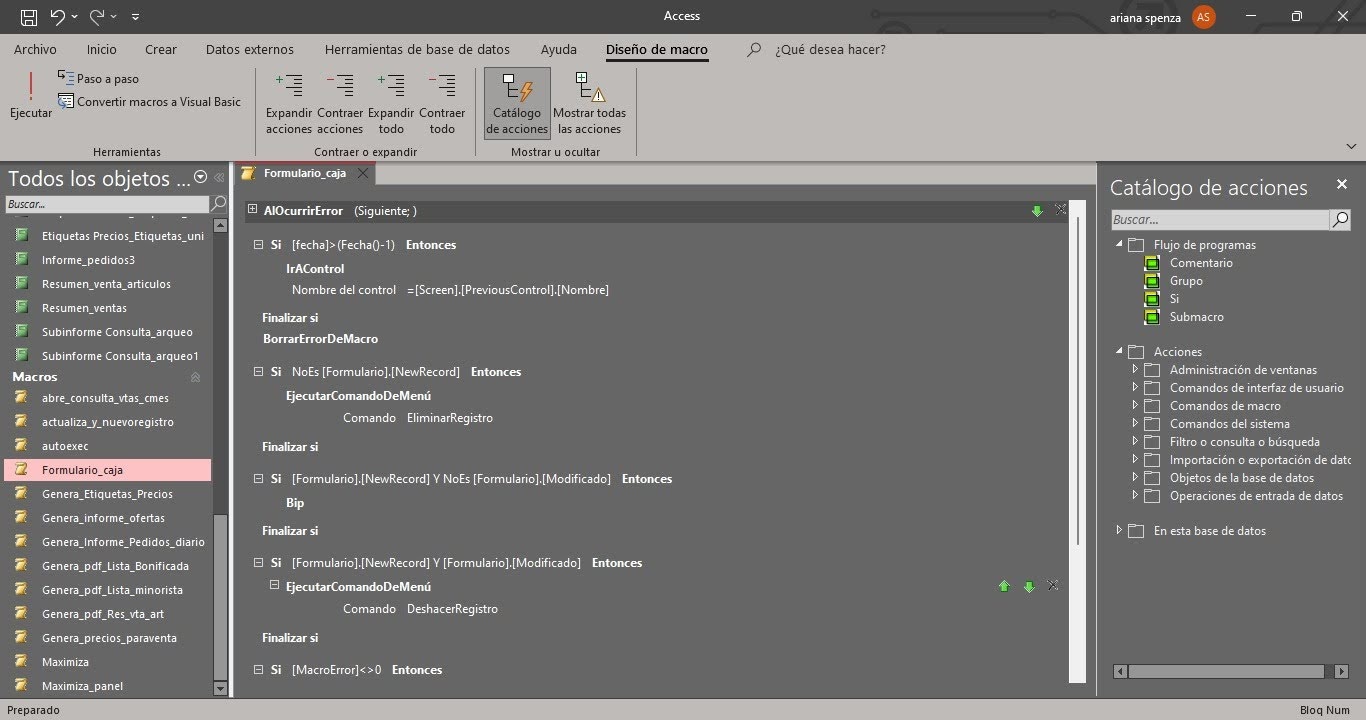 Access
ariana spenza
AS
Archivo Inicio Crear Datos externos Herramientas de base de datos Ayuda Diseño de macro ¿Qué desea hacer?
Ejecutar
Paso a paso
Convertir macros a Visual Basic
Herramientas
Expandir acciones
Contraer acciones
Expandir todo
Contraer todo
Contraer o expandir
Catálogo de acciones
Mostrar todas las acciones
Mostrar u ocultar
Todos los objetos ...
Buscar...
Etiquetas Precios_Etiquetas_uni
Informe_pedidos3
Resumen_venta_articulos
Resumen_ventas
Subinforme Consulta_arqueo
Subinforme Consulta_arqueo1
Macros
abre_consulta_vtas_cmes
actualiza_y_nuevoregistro
autoexec
Formulario_caja
Genera_Etiquetas_Precios
Genera_informe_ofertas
Genera_Informe_Pedidos_diario
Genera_pdf_Lista_Bonificada
Genera_pdf_Lista_minorista
Genera_pdf_Res_vta_art
Genera_precios_paraventa
Maximiza
Maximiza_panel
Formulario_caja
AlOcurrirError (Siguiente; )
Si [fecha]>(Fecha()-1) Entonces
IrAControl
Nombre del control =[Screen].[PreviousControl].[Nombre]
Finalizar si
BorrarErrorDeMacro
Si NoEs [Formulario].[NewRecord] Entonces
EjecutarComandoDeMenú
Comando EliminarRegistro
Finalizar si
Si [Formulario].[NewRecord] Y NoEs [Formulario].[Modificado] Entonces
Bip
Finalizar si
Si [Formulario].[NewRecord] Y [Formulario].[Modificado] Entonces
EjecutarComandoDeMenú
Comando DeshacerRegistro
Finalizar si
Si [MacroError]<>0 Entonces
Catálogo de acciones
Buscar...
Flujo de programas
Comentario
Grupo
Si
Submacro
Acciones
Administración de ventanas
Comandos de interfaz de usuario
Comandos de macro
Comandos del sistema
Filtro o consulta o búsqueda
Importación o exportación de datc
Objetos de la base de datos
Operaciones de entrada de datos
En esta base de datos
Preparado
Bloq Num